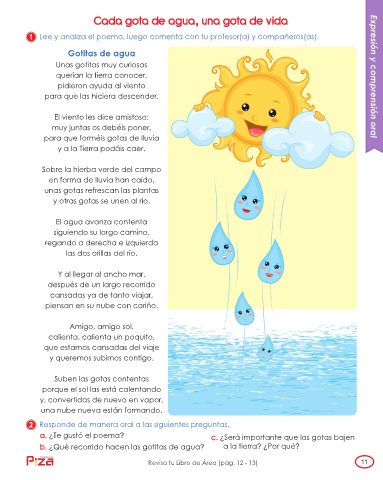 Cada gota de agua, una gota de vida
1 Lee y analiza el poema, luego comenta con tu profesor(a) y compañeros(as).
Gotitas de agua
Unas gotitas muy curiosas
querían la tierra conocer,
pidieron ayuda al viento
para que las hiciera descender.
El viento les dice amistoso:
muy juntas os debéis poner,
para que forméis gotas de lluvia
y a la Tierra podáis caer.
Sobre la hierba verde del campo
en forma de lluvia han caído,
unas gotas refrescan las plantas
y otras gotas se unen al río.
El agua avanza contenta
siguiendo su largo camino,
regando a derecha e izquierda
las dos orillas del río.
Y al llegar al ancho mar,
después de un largo recorrido
cansadas ya de tanto viajar,
piensan en su nube con cariño.
Amigo, amigo sol,
calienta, calienta un poquito,
que estamos cansadas del viaje
y queremos subirnos contigo.
Suben las gotas contentas
porque el sol las está calentando
y, convertidas de nuevo en vapor,
una nube nueva están formando.
2 Responde de manera oral a las siguientes preguntas.
a. ¿Te gustó el poema?
b. ¿Qué recorrido hacen las gotitas de agua?
c. ¿Será importante que las gotas bajen
a la tierra? ¿Por qué?
Piza
Revisa tu Libro de Área (pág. 12 - 13)
11
Expresión y comprensión oral